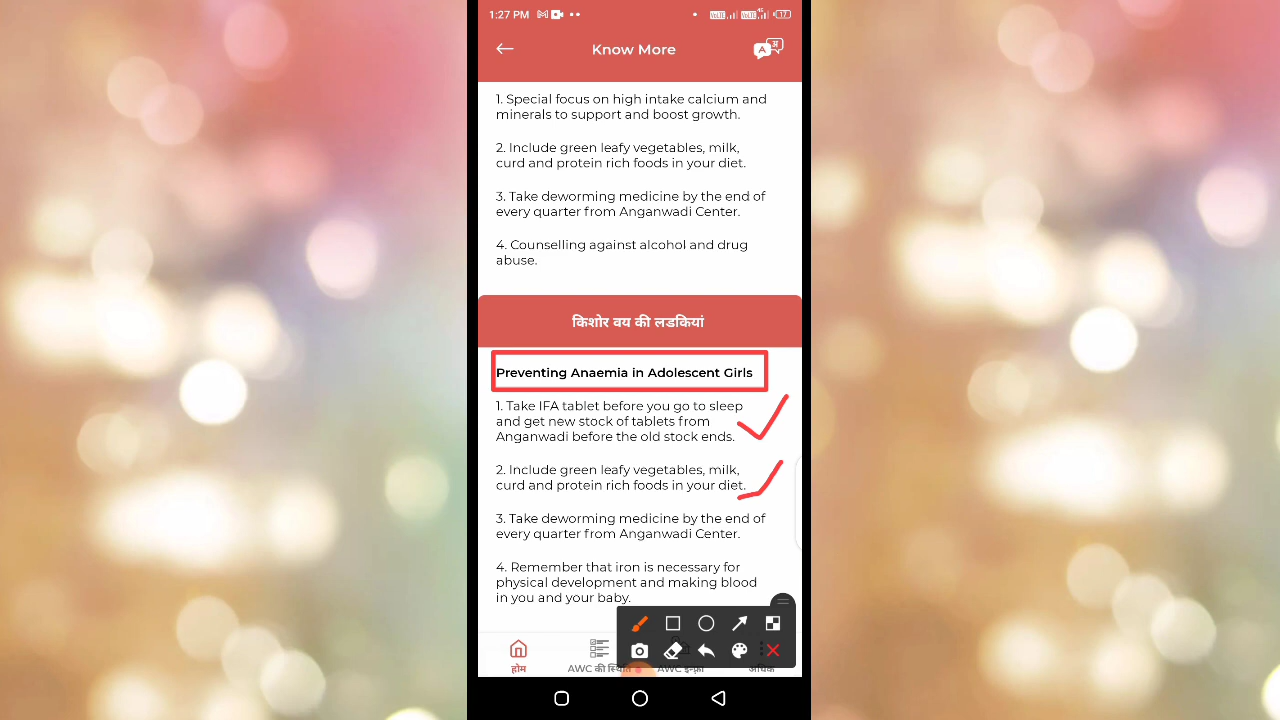 1:27 PM
17
Know More
1. Special focus on high intake calcium and
minerals to support and boost growth.
2. Include green leafy vegetables, milk,
curd and protein rich foods in your diet.
3. Take deworming medicine by the end of
every quarter from Anganwadi Center.
4. Counselling against alcohol and drug
abuse.
किशोर वय की लडकियां
Preventing Anaemia in Adolescent Girls
1. Take IFA tablet before you go to sleep
and get new stock of tablets from
Anganwadi before the old stock ends.
2. Include green leafy vegetables, milk,
curd and protein rich foods in your diet.
3. Take deworming medicine by the end of
every quarter from Anganwadi Center.
4. Remember that iron is necessary for
physical development and making blood
in you and your baby.
होम AWC की स्थिति AWC इन्फ्रा अधिक